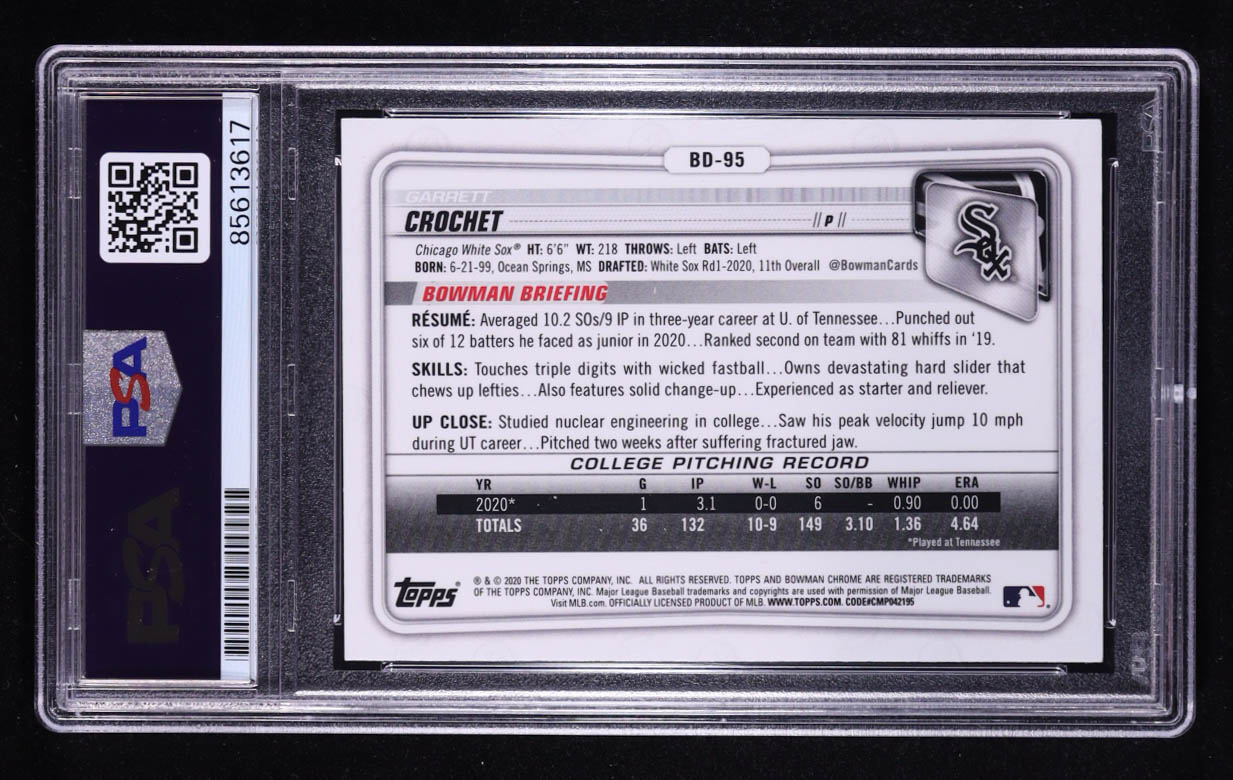 85613617
PSA
PSA
BD-95
GARRETT
CROCHET // P //
Sox
Chicago White Sox® HT: 6'6" WT: 218 THROWS: Left BATS: Left
BORN: 6-21-99, Ocean Springs, MS DRAFTED: White Sox Rd1-2020, 11th Overall @BowmanCards
BOWMAN BRIEFING
RÉSUMÉ: Averaged 10.2 SOs/9 IP in three-year career at U. of Tennessee...Punched out
six of 12 batters he faced as junior in 2020...Ranked second on team with 81 whiffs in '19.
SKILLS: Touches triple digits with wicked fastball...Owns devastating hard slider that
chews up lefties...Also features solid change-up...Experienced as starter and reliever.
UP CLOSE: Studied nuclear engineering in college...Saw his peak velocity jump 10 mph
during UT career...Pitched two weeks after suffering fractured jaw.
COLLEGE PITCHING RECORD
YR G IP W-L SO SO/BB WHIP ERA
2020* 1 3.1 0-0 6 - 0.90 0.00
TOTALS 36 132 10-9 149 3.10 1.36 4.64
*Played at Tennessee
topps®
® & © 2020 THE TOPPS COMPANY, INC. ALL RIGHTS RESERVED. TOPPS AND BOWMAN CHROME ARE REGISTERED TRADEMARKS
OF THE TOPPS COMPANY, INC. Major League Baseball trademarks and copyrights are used with permission of Major League Baseball.
Visit MLB.com. OFFICIALLY LICENSED PRODUCT OF MLB. WWW.TOPPS.COM. CODE#CMP042195